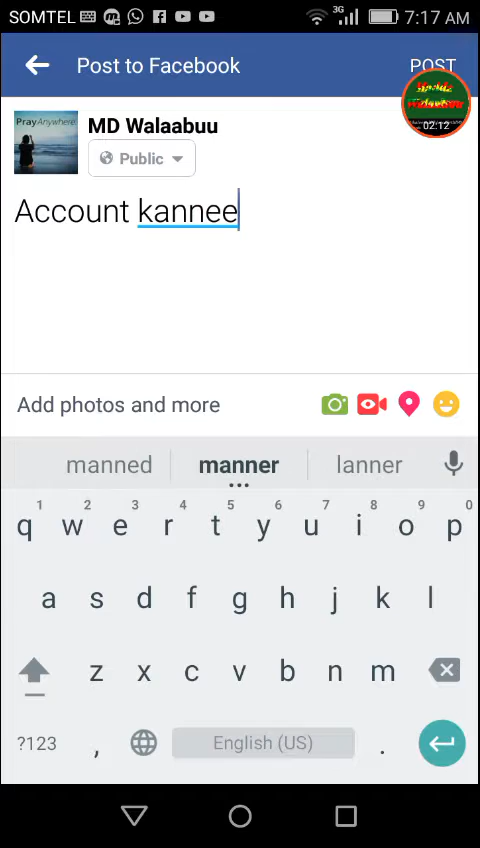 SOMTEL 3G 7:17 AM
Post to Facebook POST
02:12
PrayAnywhere
MD Walaabuu
Public
Account kannee
Add photos and more
manned manner lanner
1 2 3 4 5 6 7 8 9 0
q w e r t y u i o p
a s d f g h j k l
z x c v b n m
?123 , English (US) .